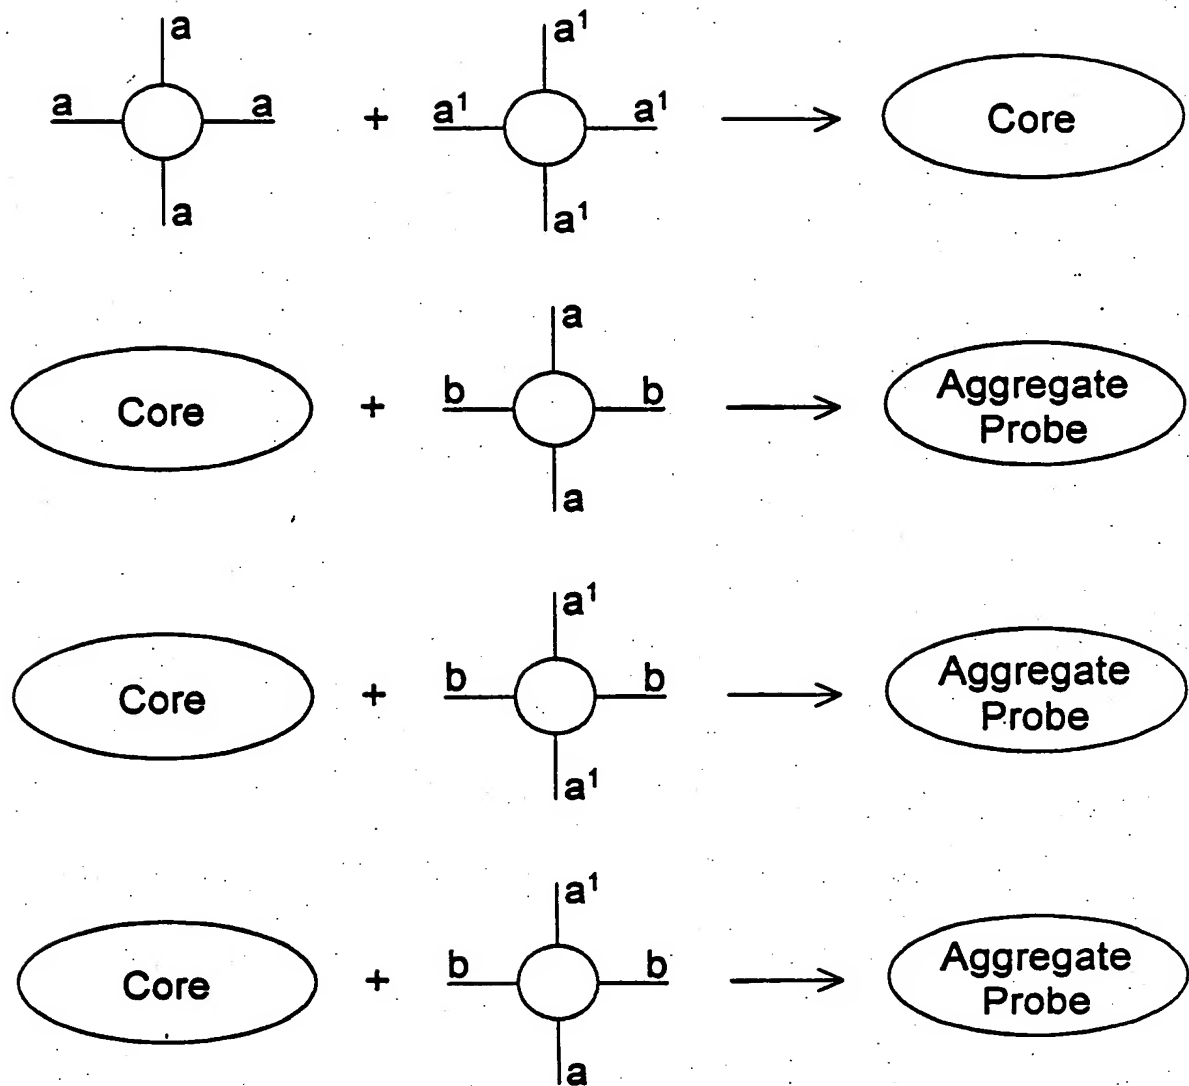 a
a a
a
+
a¹
a¹ a¹
a¹
Core
Core
+
a
b b
a
Aggregate
Probe
Core
+
a¹
b b
a¹
Aggregate
Probe
Core
+
a¹
b b
a
Aggregate
Probe